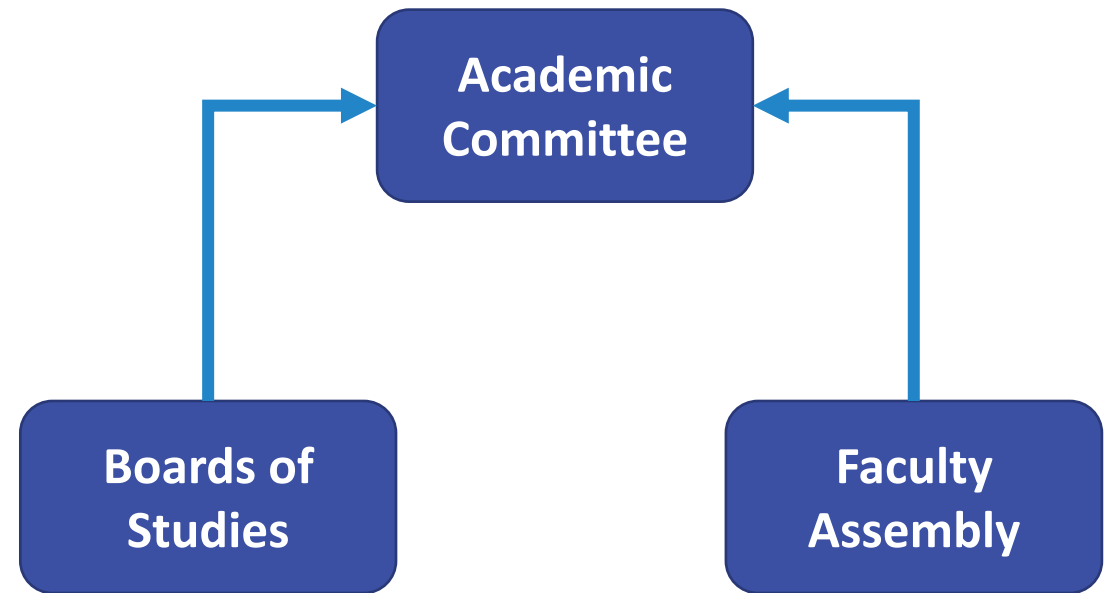 Academic
Committee
Boards of
Studies
Faculty
Assembly